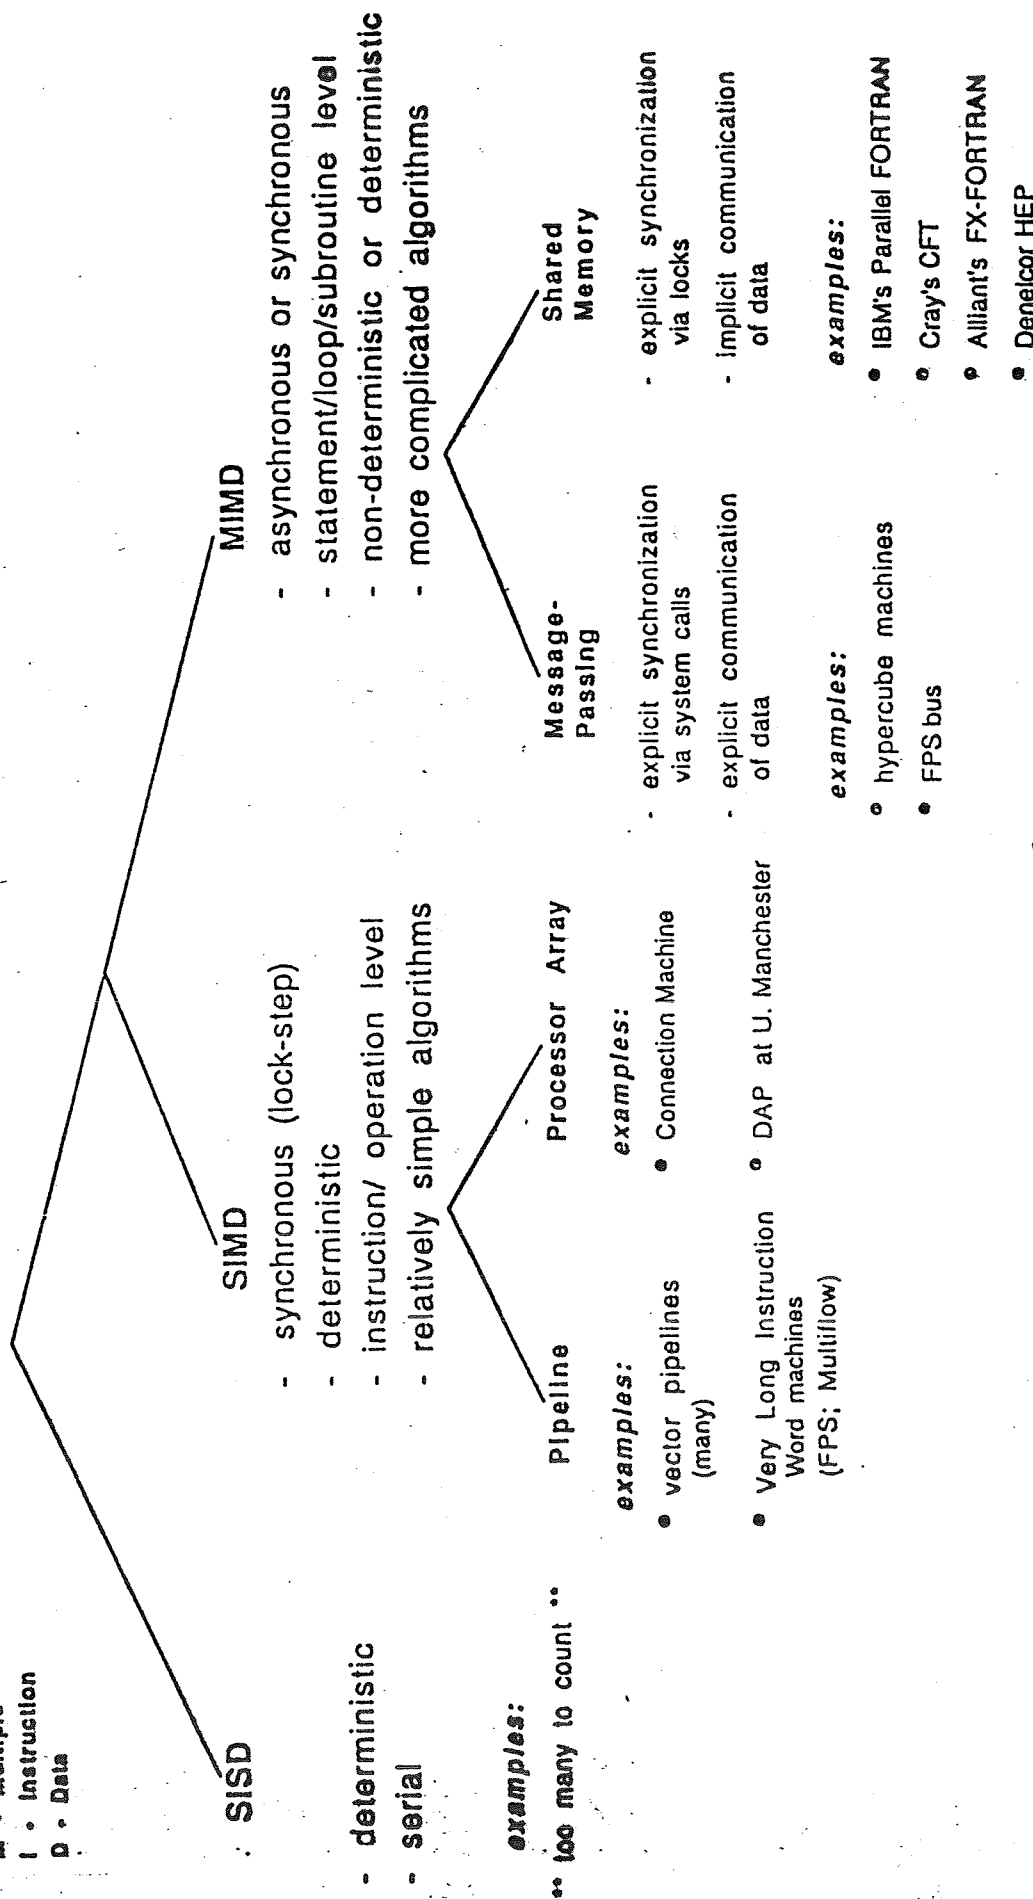 I - Instruction
D - Data
SISD
- deterministic
- serial
examples:
** too many to count **
SIMD
- synchronous (lock-step)
- deterministic
- instruction/ operation level
- relatively simple algorithms
Pipeline
examples:
• vector pipelines
(many)
• Very Long Instruction
Word machines
(FPS; Multiflow)
Processor Array
examples:
• Connection Machine
• DAP at U. Manchester
MIMD
- asynchronous or synchronous
- statement/loop/subroutine level
- non-deterministic or deterministic
- more complicated algorithms
Message-
Passing
- explicit synchronization
via system calls
- explicit communication
of data
examples:
• hypercube machines
• FPS bus
Shared
Memory
- explicit synchronization
via locks
- implicit communication
of data
examples:
• IBM's Parallel FORTRAN
• Cray's CFT
• Alliant's FX-FORTRAN
• Denelcor HEP